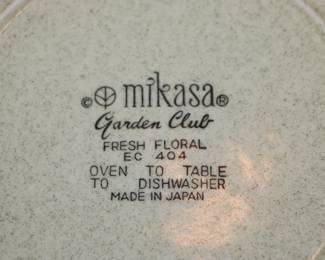 © mikasa®
Garden Club
FRESH FLORAL
EC 404
OVEN TO TABLE
TO DISHWASHER
MADE IN JAPAN